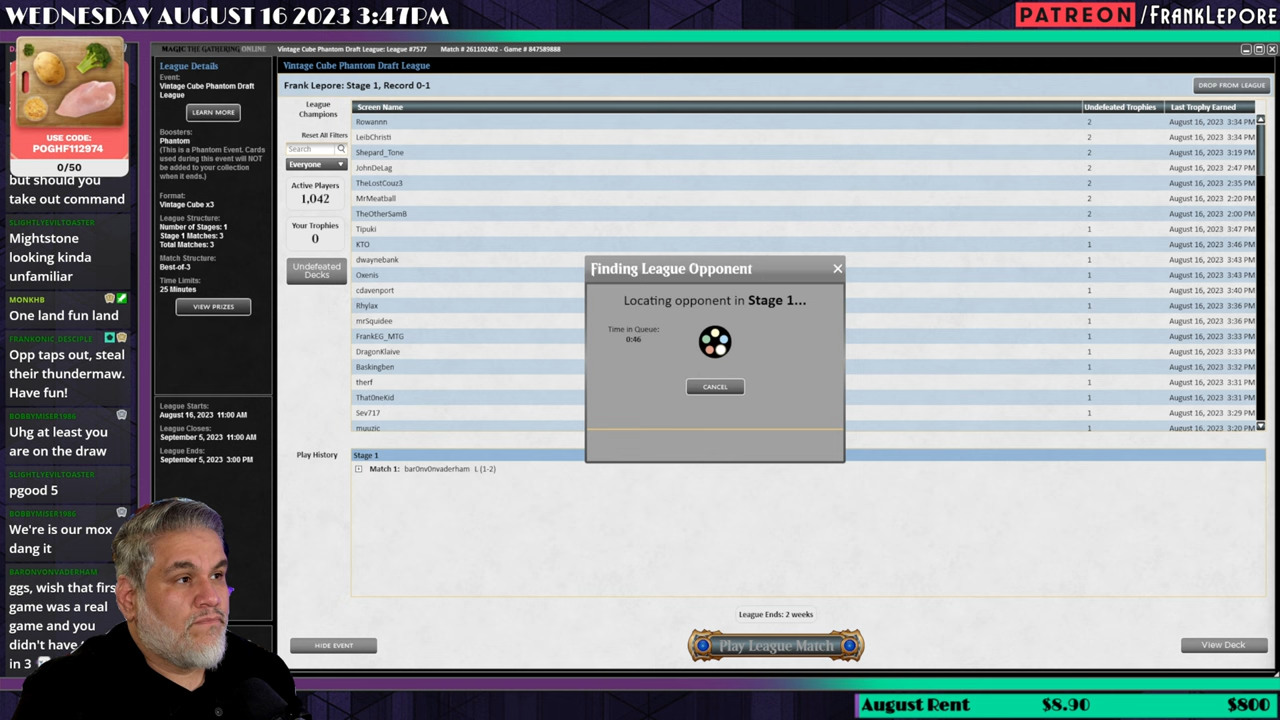 WEDNESDAY AUGUST 16 2023 3:47PM
PATREON /FRANKLEPORE
USE CODE:
POGHF112974
0/50
but should you
take out command
SLIGHTLYEVILTOASTER
Mightstone
looking kinda
unfamiliar
MONKHB
One land fun land
FRANKONIC_DESCIPLE
Opp taps out, steal
their thundermaw.
Have fun!
BOBBYMISER1986
Uhg at least you
are on the draw
SLIGHTLYEVILTOASTER
pgood 5
BOBBYMISER1986
We're is our mox
dang it
BARONVONVADERHAM
ggs, wish that firs
game was a real
game and you
didn't have
in 3
MAGIC THE GATHERING ONLINE
Vintage Cube Phantom Draft League: League #7577
Match # 261102402 - Game # 847589888
League Details
Event:
Vintage Cube Phantom Draft
League
LEARN MORE
Boosters:
Phantom
(This is a Phantom Event. Cards
used during this event will NOT
be added to your collection
when it ends.)
Format:
Vintage Cube x3
League Structure:
Number of Stages: 1
Stage 1 Matches: 3
Total Matches: 3
Match Structure:
Best-of-3
Time Limits:
25 Minutes
VIEW PRIZES
League Starts:
August 16, 2023 11:00 AM
League Closes:
September 5, 2023 11:00 AM
League Ends:
September 5, 2023 3:00 PM
Vintage Cube Phantom Draft League
Frank Lepore: Stage 1, Record 0-1
DROP FROM LEAGUE
League
Champions
Reset All Filters
Search
Everyone
Active Players
1,042
Your Trophies
0
Undefeated
Decks
Screen Name Undefeated Trophies Last Trophy Earned
Rowannn 2 August 16, 2023 3:34 PM
LeibChristi 2 August 16, 2023 3:34 PM
Shepard_Tone 2 August 16, 2023 3:19 PM
JohnDeLag 2 August 16, 2023 2:47 PM
TheLostCouz3 2 August 16, 2023 2:35 PM
MrMeatball 2 August 16, 2023 2:20 PM
TheOtherSamB 2 August 16, 2023 2:00 PM
Tipuki 1 August 16, 2023 3:47 PM
KTO 1 August 16, 2023 3:46 PM
dwaynebank 1 August 16, 2023 3:43 PM
Oxenis 1 August 16, 2023 3:43 PM
cdavenport 1 August 16, 2023 3:40 PM
Rhylax 1 August 16, 2023 3:36 PM
mrSquidee 1 August 16, 2023 3:36 PM
FrankEG_MTG 1 August 16, 2023 3:33 PM
DragonKlaive 1 August 16, 2023 3:33 PM
Baskingben 1 August 16, 2023 3:32 PM
therf 1 August 16, 2023 3:31 PM
That0neKid 1 August 16, 2023 3:31 PM
Sev717 1 August 16, 2023 3:29 PM
muuzic 1 August 16, 2023 3:20 PM
Finding League Opponent
Locating opponent in Stage 1...
Time in Queue:
0:46
CANCEL
Play History
Stage 1
Match 1: bar0nv0nvaderham L (1-2)
League Ends: 2 weeks
HIDE EVENT
Play League Match
View Deck
August Rent $8.90 $800